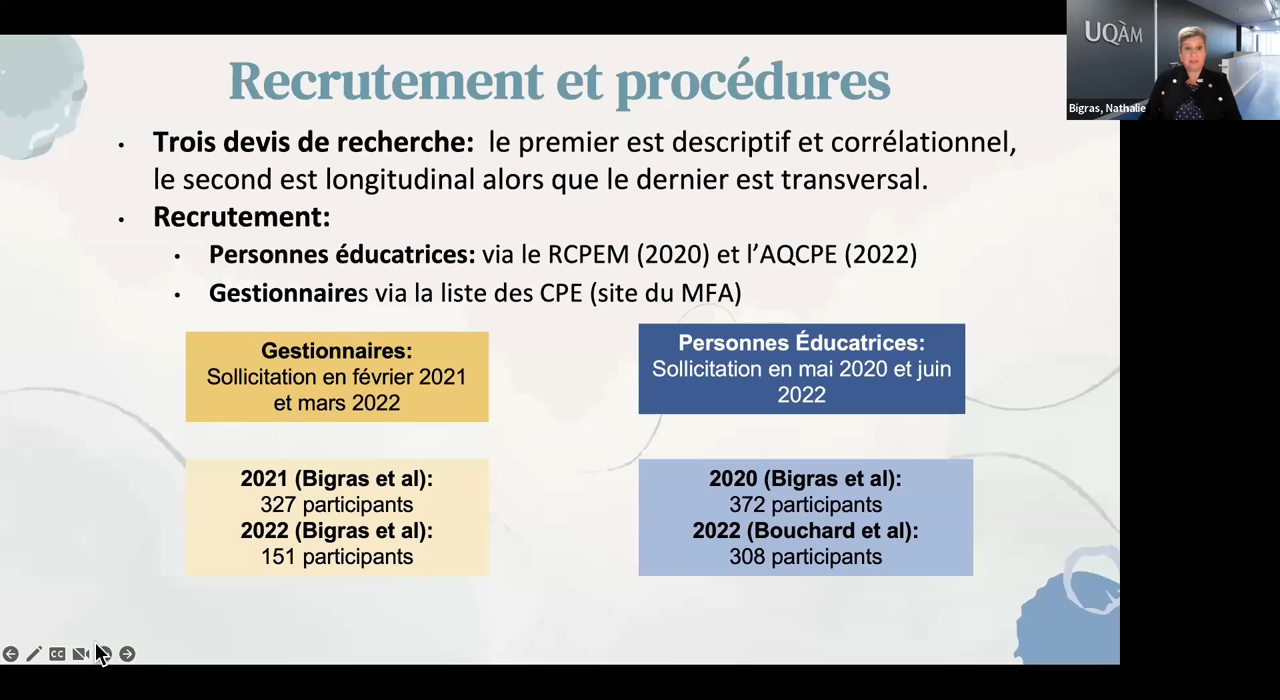 Recrutement et procédures
UQÀM
Bigras, Nathalie
• Trois devis de recherche: le premier est descriptif et corrélationnel,
le second est longitudinal alors que le dernier est transversal.
• Recrutement:
• Personnes éducatrices: via le RCPEM (2020) et l’AQCPE (2022)
• Gestionnaires via la liste des CPE (site du MFA)
Gestionnaires:
Sollicitation en février 2021
et mars 2022
Personnes Éducatrices:
Sollicitation en mai 2020 et juin
2022
2021 (Bigras et al):
327 participants
2022 (Bigras et al):
151 participants
2020 (Bigras et al):
372 participants
2022 (Bouchard et al):
308 participants
CC